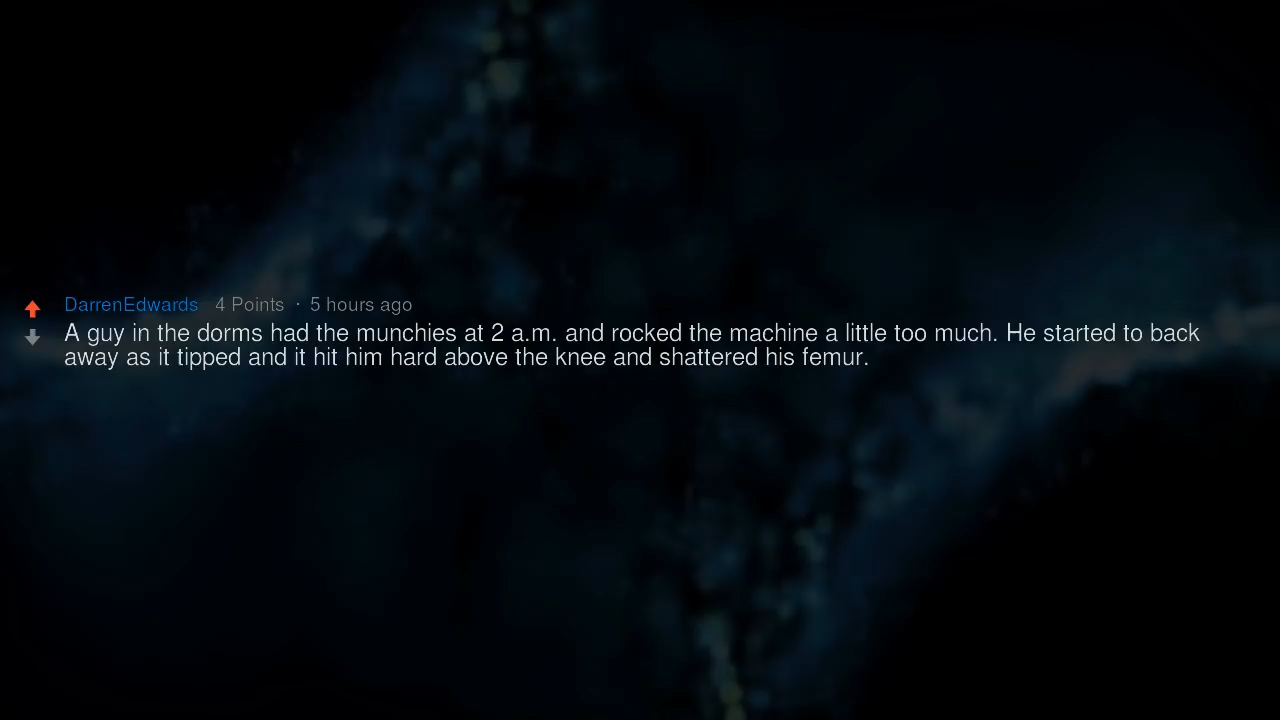 DarrenEdwards 4 Points · 5 hours ago
A guy in the dorms had the munchies at 2 a.m. and rocked the machine a little too much. He started to back
away as it tipped and it hit him hard above the knee and shattered his femur.